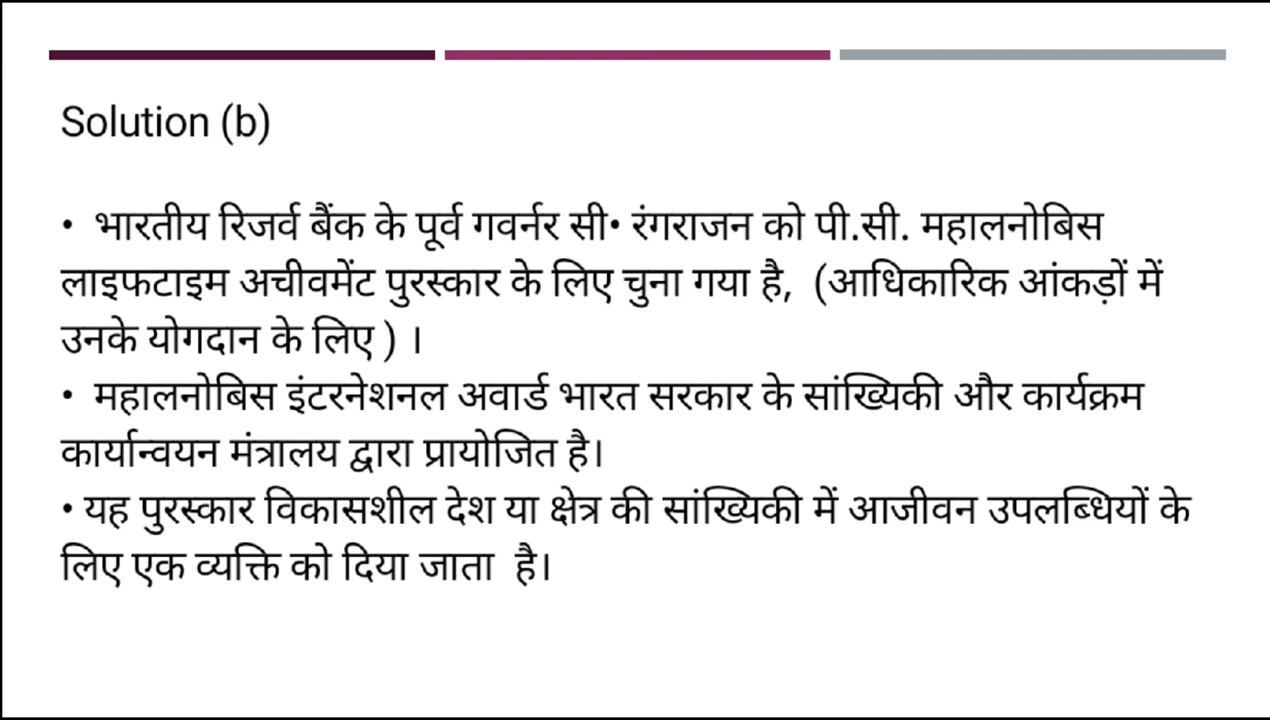 Solution (b)
• भारतीय रिजर्व बैंक के पूर्व गवर्नर सी• रंगराजन को पी.सी. महालनोबिस
लाइफटाइम अचीवमेंट पुरस्कार के लिए चुना गया है, (आधिकारिक आंकड़ों में
उनके योगदान के लिए ) ।
• महालनोबिस इंटरनेशनल अवार्ड भारत सरकार के सांख्यिकी और कार्यक्रम
कार्यान्वयन मंत्रालय द्वारा प्रायोजित है।
• यह पुरस्कार विकासशील देश या क्षेत्र की सांख्यिकी में आजीवन उपलब्धियों के
लिए एक व्यक्ति को दिया जाता है।